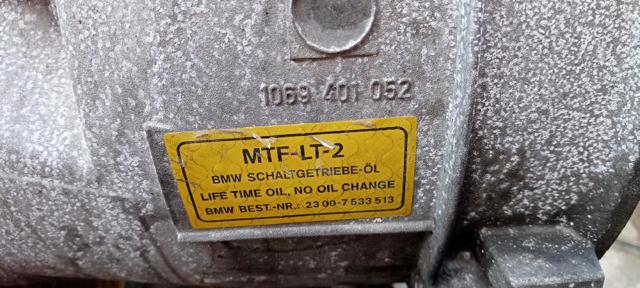 1069 401 052
MTF-LT-2
BMW SCHALTGETRIEBE-ÖL
LIFE TIME OIL, NO OIL CHANGE
BMW BEST.-NR.: 23 00-7 533 513